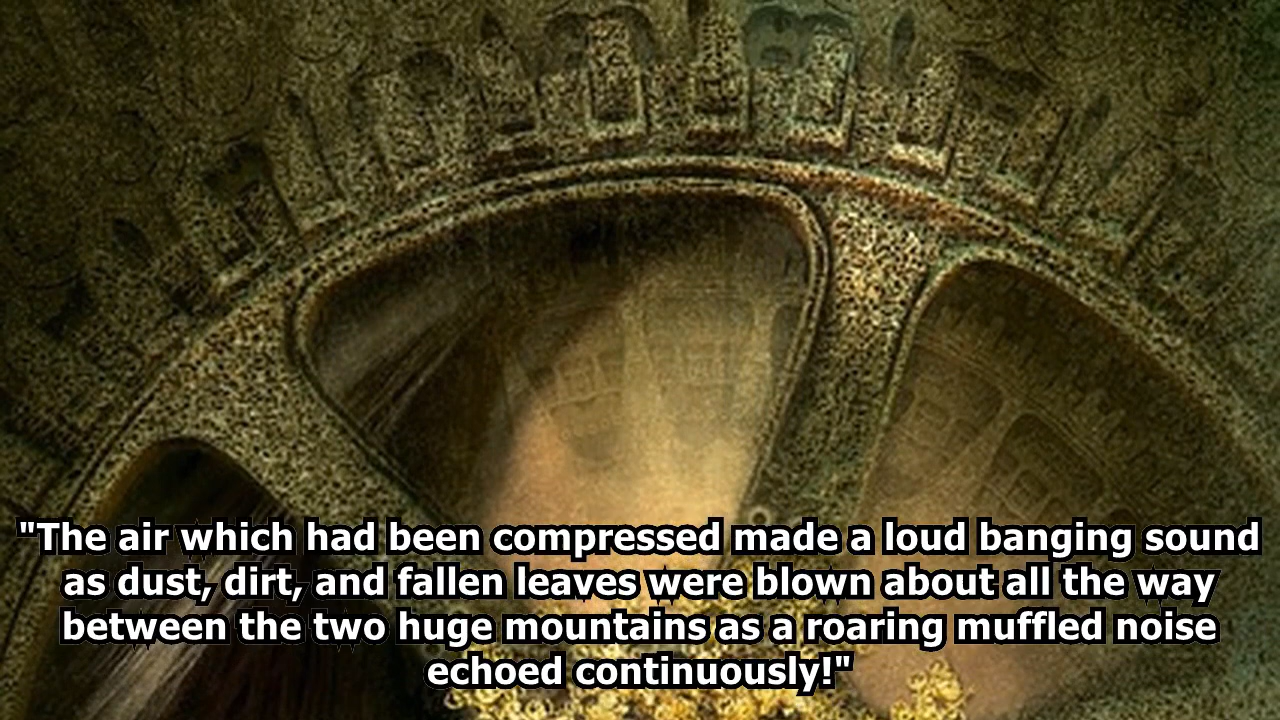 "The air which had been compressed made a loud banging sound
as dust, dirt, and fallen leaves were blown about all the way
between the two huge mountains as a roaring muffled noise
echoed continuously!"